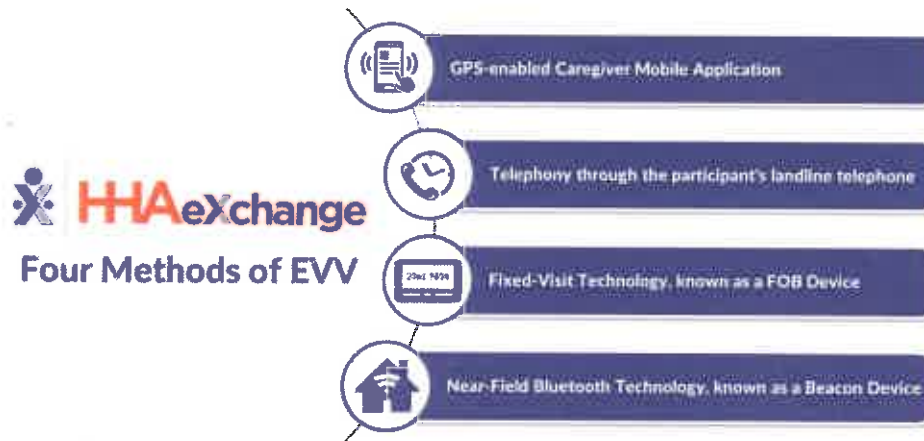 HHAeXchange
Four Methods of EVV
GPS-enabled Caregiver Mobile Application
Telephony through the participant's landline telephone
Fixed-Visit Technology, known as a FOB Device
Near-Field Bluetooth Technology, known as a Beacon Device